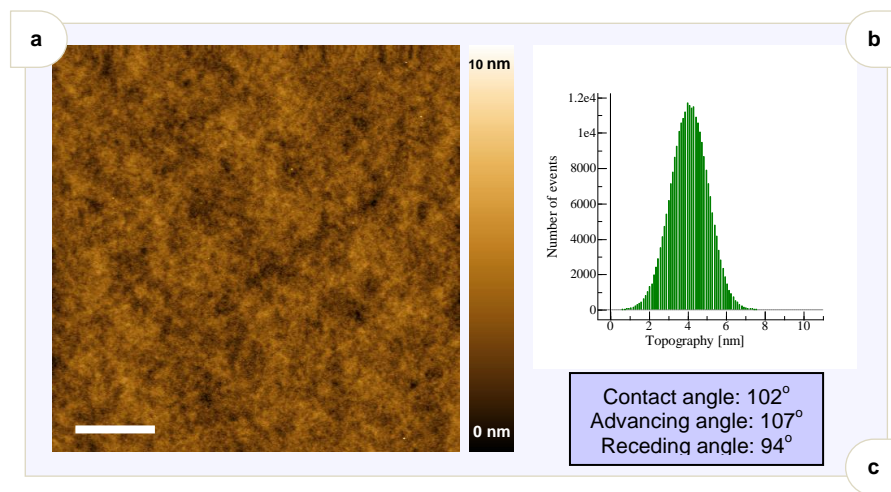 a
b
10 nm
0 nm
Number of events
1.2e4
1e4
8000
6000
4000
2000
0
0 2 4 6 8 10
Topography [nm]
Contact angle: 102°
Advancing angle: 107°
Receding angle: 94°
c